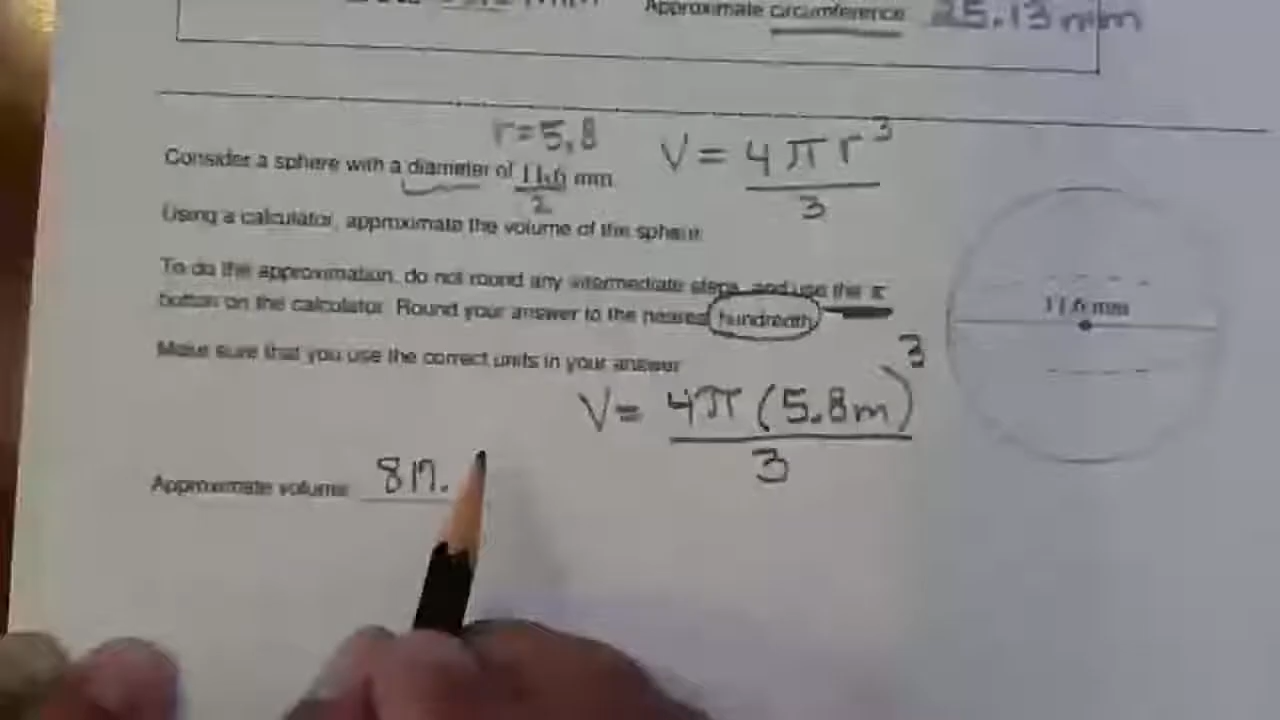 Approximate circumference 25.13 mm
r=5,8
V = 4πr³
3
Consider a sphere with a diameter of 11.6 mm.
2
Using a calculator, approximate the volume of the sphere.
To do the approximation, do not round any intermediate steps, and use the π
button on the calculator. Round your answer to the nearest hundredth.
11.6 mm
Make sure that you use the correct units in your answer.
V = 4π(5.8m)³
3
Approximate volume: 817.